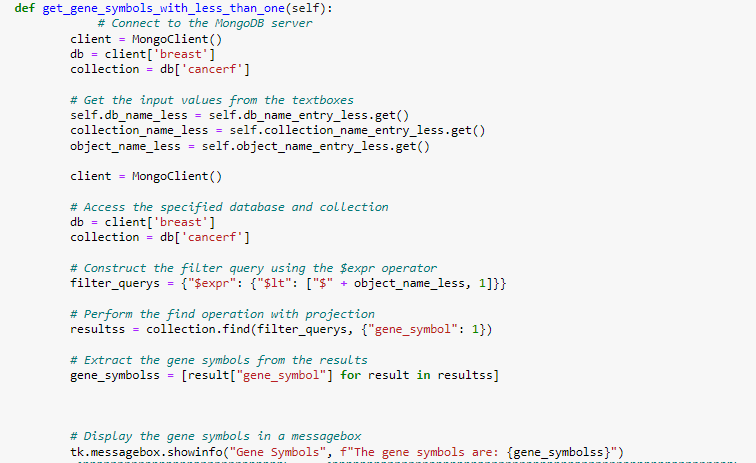 def get_gene_symbols_with_less_than_one(self):
# Connect to the MongoDB server
client = MongoClient()
db = client['breast']
collection = db['cancerf']
# Get the input values from the textboxes
self.db_name_less = self.db_name_entry_less.get()
collection_name_less = self.collection_name_entry_less.get()
object_name_less = self.object_name_entry_less.get()
client = MongoClient()
# Access the specified database and collection
db = client['breast']
collection = db['cancerf']
# Construct the filter query using the $expr operator
filter_querys = {"$expr": {"$lt": ["$" + object_name_less, 1]}}
# Perform the find operation with projection
resultss = collection.find(filter_querys, {"gene_symbol": 1})
# Extract the gene symbols from the results
gene_symbolss = [result["gene_symbol"] for result in resultss]
# Display the gene symbols in a messagebox
tk.messagebox.showinfo("Gene Symbols", f"The gene symbols are: {gene_symbolss}")